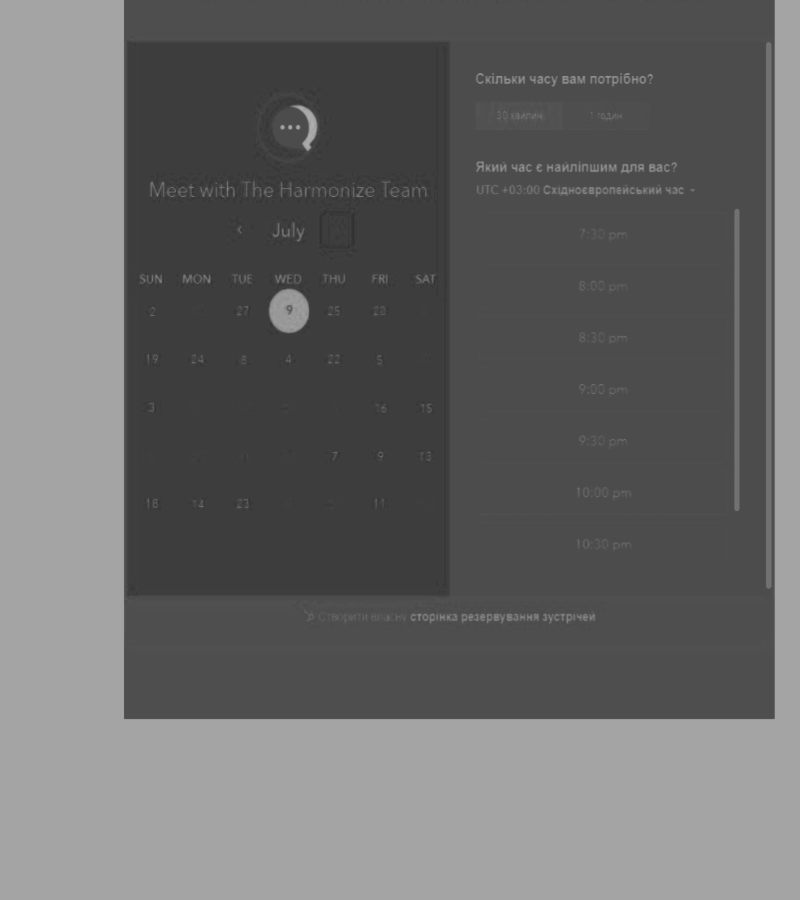 Meet with The Harmonize Team
‹ July
SUN MON TUE WED THU FRI SAT
2 27 9 25 28
19 24 8 4 22 5
3 16 15
7 9 13
18 14 23 11
Скільки часу вам потрібно?
30 хвилин 1 годин
Який час є найліпшим для вас?
UTC +03:00 Східноєвропейський час
7:30 pm
8:00 pm
8:30 pm
9:00 pm
9:30 pm
10:00 pm
10:30 pm
Створити власну сторінка резервування зустрічей